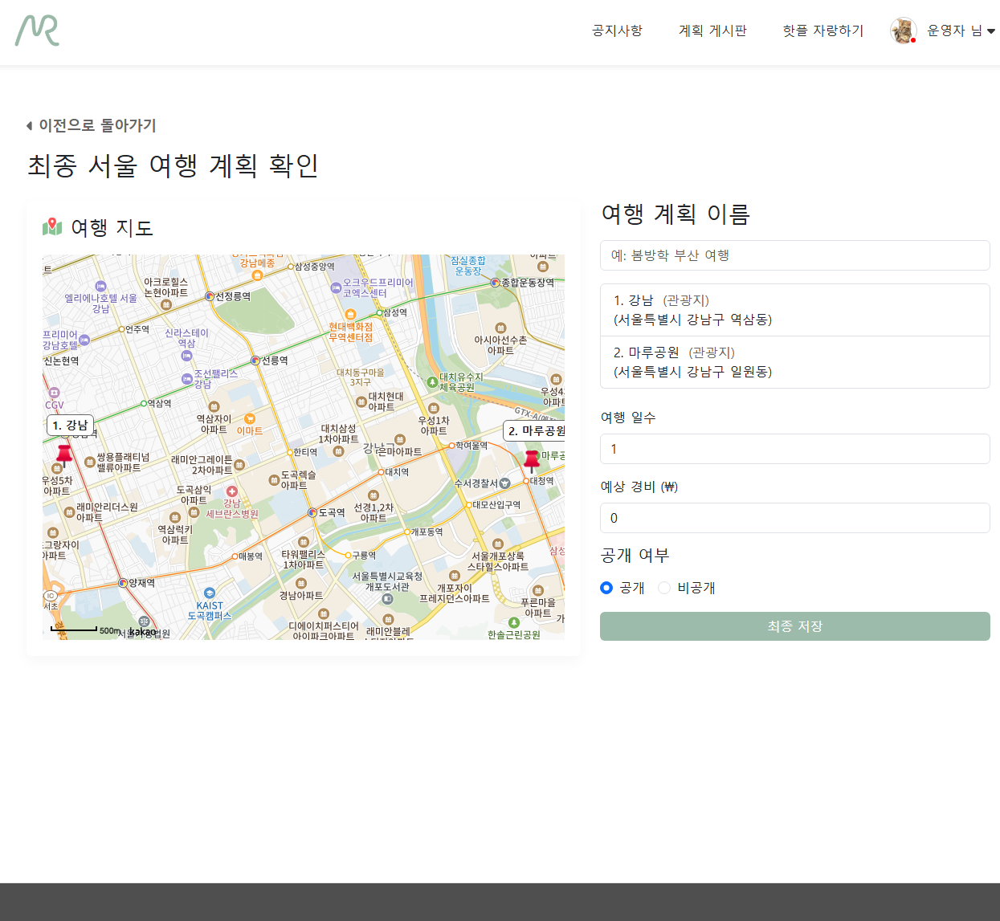 공지사항
계획 게시판
핫플 자랑하기
운영자 님
이전으로 돌아가기
최종 서울 여행 계획 확인
여행 지도
강남메종
삼성중앙역
잠실종합
운동장
종합운동장역
아크로힐스
논현아파트
엘리에나호텔 서울
강남
선정릉역
오크우드프리미어
코엑스센터
삼성역
현대백화점
무역센터점
아시아선수촌
아파트
프리미어
강남호텔
언주역
신라스테이
역삼
신논현역
선릉역
조선팰리스
강남
대치동구마을
3지구
대치유수지
체육공원
CGV
역삼역
역삼자이
아파트
이마트
대치현대
아파트
대치삼성
1차아파트
우성1차
아파트
1. 강남
2. 마루공원
강남구
은마아파트
학여울역
쌍용플래티넘
밸류아파트
래미안그레이튼
2차아파트
한티역
대치역
도곡렉슬
아파트
수서경찰서
대청역
우성5차
아파트
도곡삼익
아파트
강남
세브란스병원
래미안리더스원
아파트
도곡역
선경1,2차
아파트
대모산입구역
역삼럭키
아파트
개포동역
매봉역
타워팰리스
1차아파트
구룡역
서울개포상록
스타힐스아파트
양재역
서울특별시교육청
개포도서관
개포자이
프레지던스아파트
경남아파트
KAIST
도곡캠퍼스
푸른마을
아파트
IC
서초
디에이치퍼스티어
아이파크아파트
래미안블레
한솔근린공원
500m
kakao
여행 계획 이름
예: 봄방학 부산 여행
1. 강남 (관광지)
(서울특별시 강남구 역삼동)
2. 마루공원 (관광지)
(서울특별시 강남구 일원동)
여행 일수
1
예상 경비 (₩)
0
공개 여부
공개
비공개
최종 저장